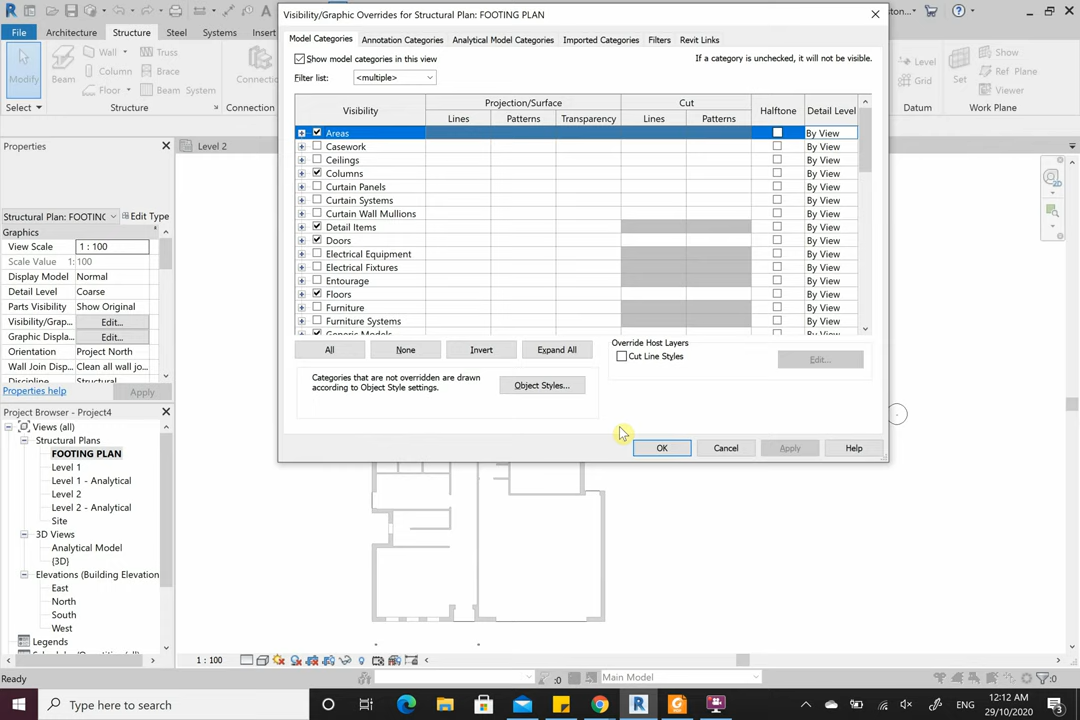 Visibility/Graphic Overrides for Structural Plan: FOOTING PLAN
File Architecture Structure Steel Systems Insert
Modify
Select
Beam
Wall
Column
Floor
Truss
Brace
Beam System
Structure
Connection
Connection
Level
Grid
Datum
Set
Show
Ref Plane
Viewer
Work Plane
Model Categories Annotation Categories Analytical Model Categories Imported Categories Filters Revit Links
Show model categories in this view
If a category is unchecked, it will not be visible.
Filter list: <multiple>
Visibility Projection/Surface Cut Halftone Detail Level
Lines Patterns Transparency Lines Patterns
Areas By View
Casework By View
Ceilings By View
Columns By View
Curtain Panels By View
Curtain Systems By View
Curtain Wall Mullions By View
Detail Items By View
Doors By View
Electrical Equipment By View
Electrical Fixtures By View
Entourage By View
Floors By View
Furniture By View
Furniture Systems By View
Generic Models By View
All None Invert Expand All
Override Host Layers
Cut Line Styles Edit...
Categories that are not overridden are drawn
according to Object Style settings.
Object Styles...
OK Cancel Apply Help
Properties
Level 2
Structural Plan: FOOTINC Edit Type
Graphics
View Scale 1 : 100
Scale Value 1: 100
Display Model Normal
Detail Level Coarse
Parts Visibility Show Original
Visibility/Grap... Edit...
Graphic Displa... Edit...
Orientation Project North
Wall Join Disp... Clean all wall jo...
Discipline Structural
Properties help Apply
Project Browser - Project4
Views (all)
Structural Plans
FOOTING PLAN
Level 1
Level 1 - Analytical
Level 2
Level 2 - Analytical
Site
3D Views
Analytical Model
{3D}
Elevations (Building Elevation
East
North
South
West
Legends
1 : 100
Ready
:0
Main Model
:0
Type here to search
ENG
12:12 AM
29/10/2020
3